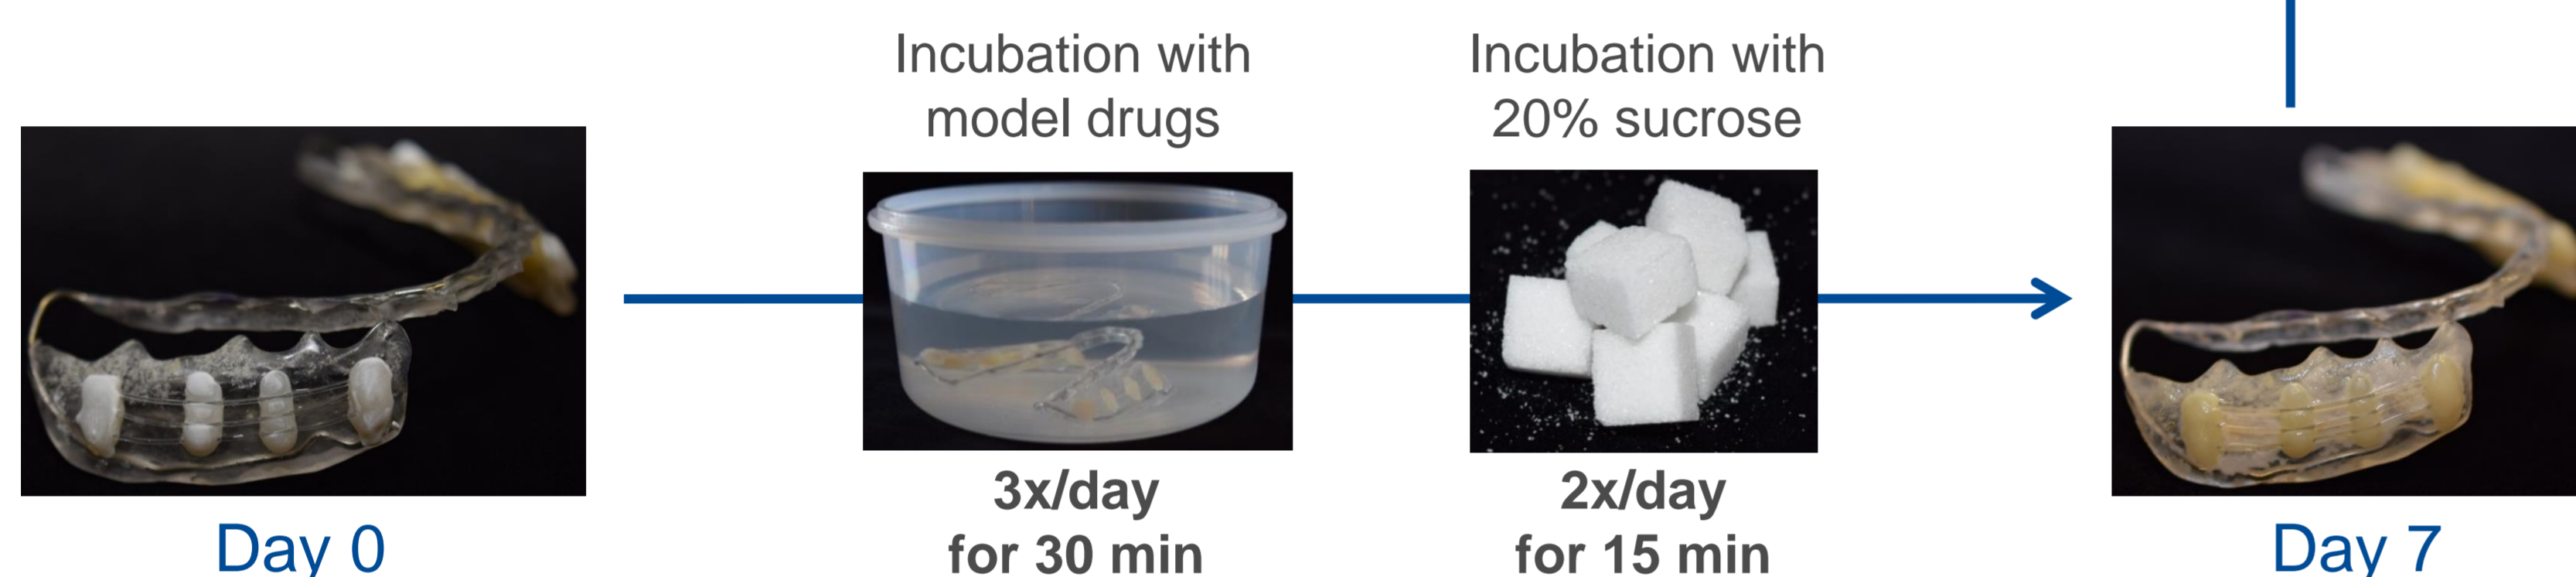 Incubation with
model drugs
Incubation with
20% sucrose
3x/day
for 30 min
2x/day
for 15 min
Day 0
Day 7